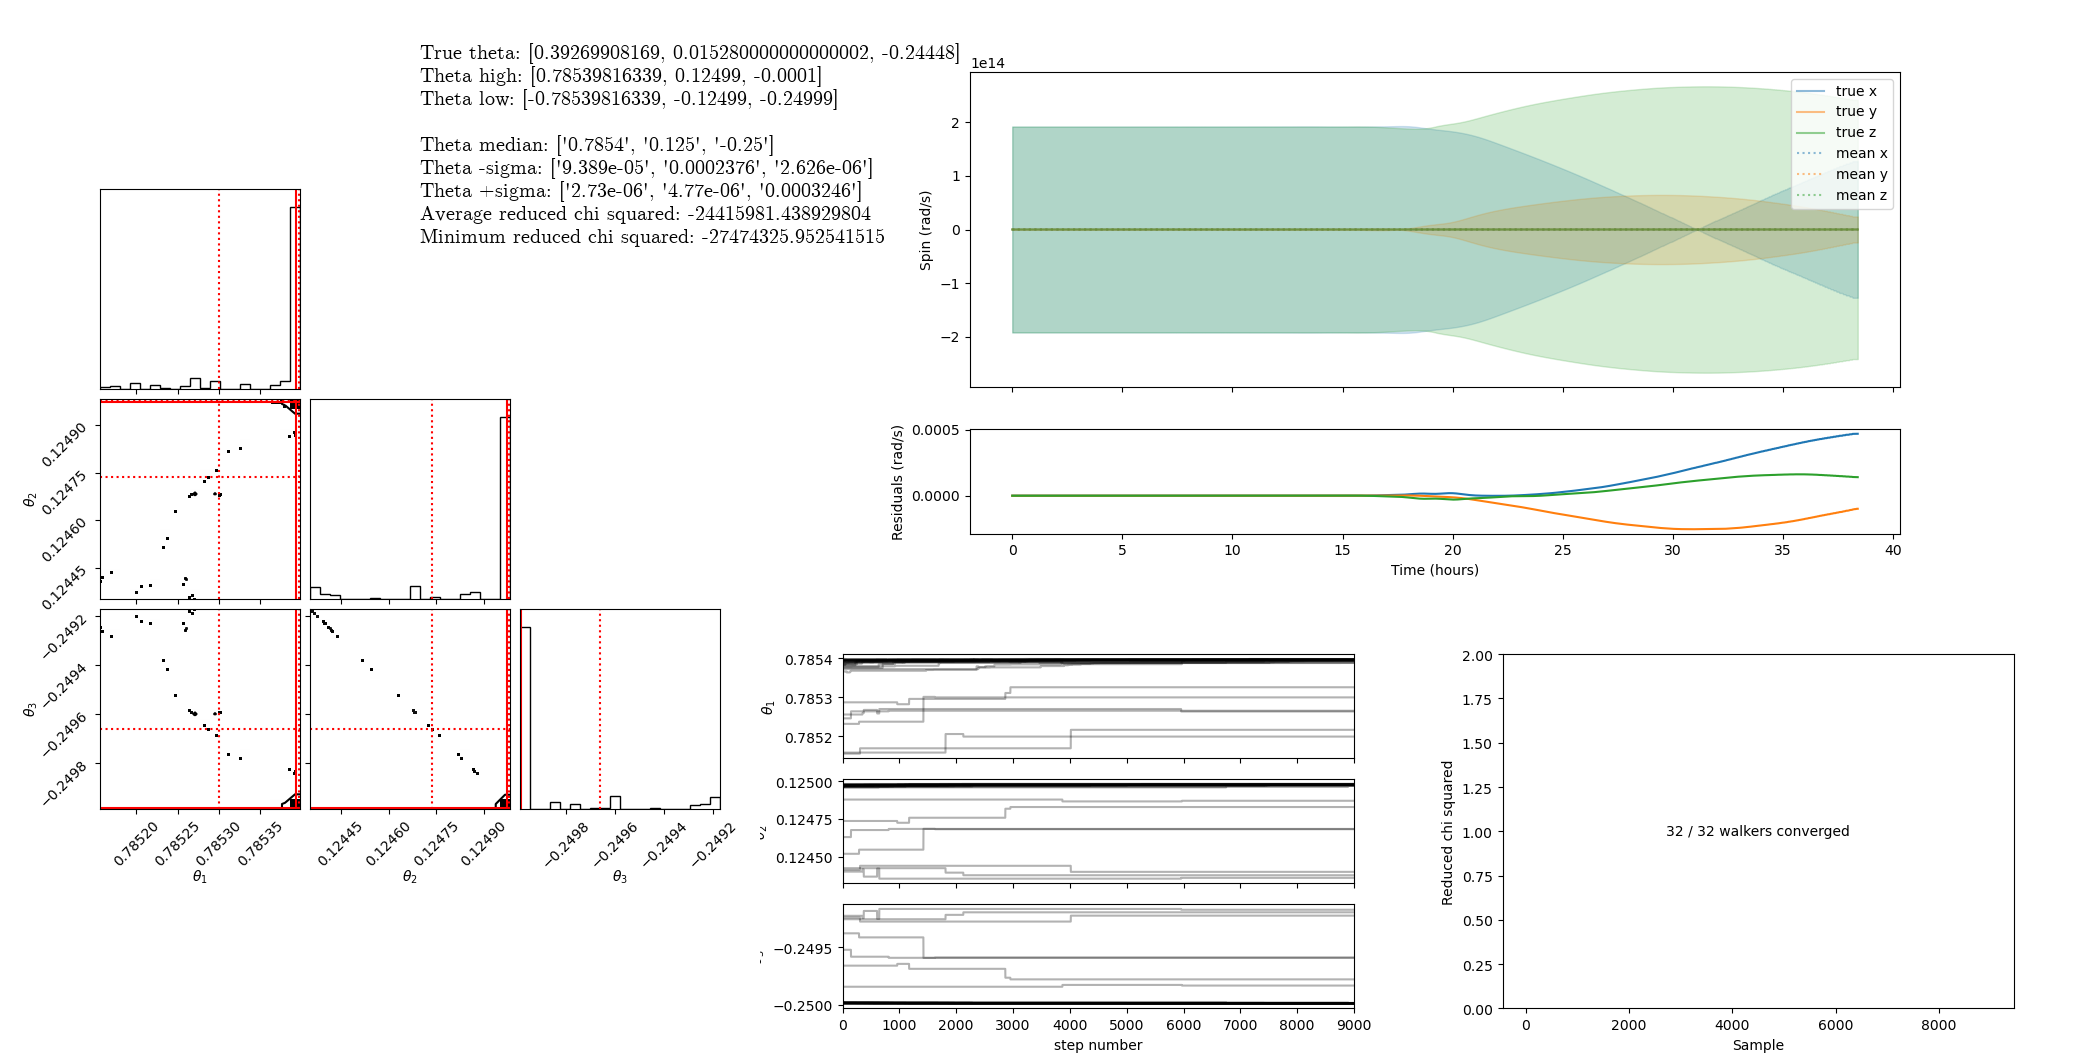 True theta: [0.39269908169, 0.015280000000000002, -0.24448]
Theta high: [0.78539816339, 0.12499, -0.0001]
Theta low: [-0.78539816339, -0.12499, -0.24999]
Theta median: ['0.7854', '0.125', '-0.25']
Theta -sigma: ['9.389e-05', '0.0002376', '2.626e-06']
Theta +sigma: ['2.73e-06', '4.77e-06', '0.0003246']
Average reduced chi squared: -24415981.438929804
Minimum reduced chi squared: -27474325.952541515
1e14
2
1
0
−1
−2
Spin (rad/s)
true x
true y
true z
mean x
mean y
mean z
0.0005
0.0000
Residuals (rad/s)
0 5 10 15 20 25 30 35 40
Time (hours)
0.12490
0.12475
0.12460
0.12445
θ2
−0.2492
−0.2494
−0.2496
−0.2498
θ3
0.78520 0.78525 0.78530 0.78535
θ1
0.12445 0.12460 0.12475 0.12490
θ2
−0.2498 −0.2496 −0.2494 −0.2492
θ3
0.7854
0.7853
0.7852
θ1
0.12500
0.12475
0.12450
−0.2495
−0.2500
0 1000 2000 3000 4000 5000 6000 7000 8000 9000
step number
2.00
1.75
1.50
1.25
1.00
0.75
0.50
0.25
0.00
Reduced chi squared
32 / 32 walkers converged
0 2000 4000 6000 8000
Sample